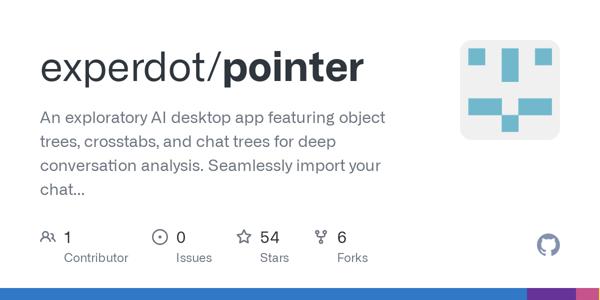 experdot/pointer
An exploratory AI desktop app featuring object
trees, crosstabs, and chat trees for deep
conversation analysis. Seamlessly import your
chat...
1 0 54 6
Contributor Issues Stars Forks